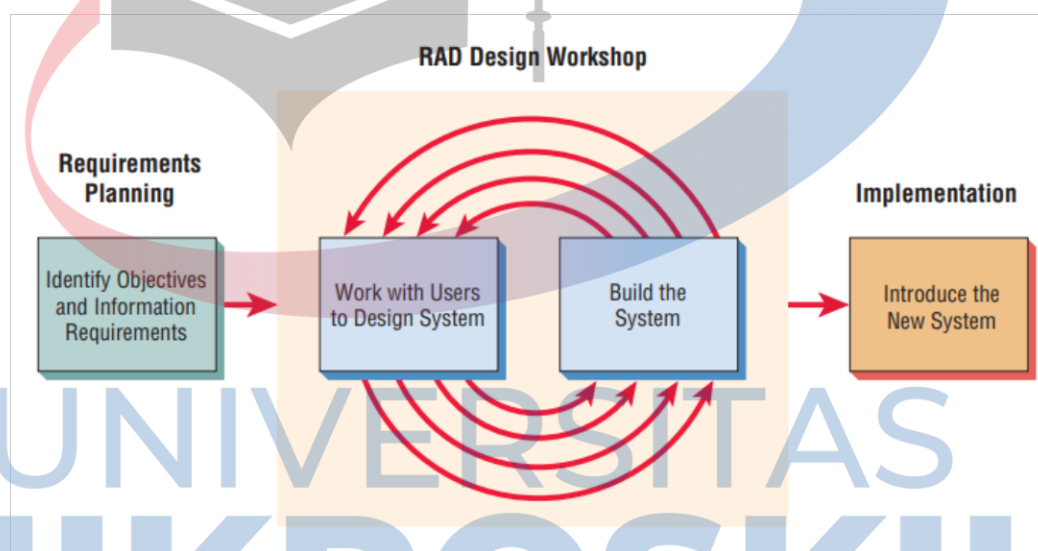 RAD Design Workshop
Requirements
Planning
Identify Objectives
and Information
Requirements
Work with Users
to Design System
Build the
System
Implementation
Introduce the
New System
UNIVERSITAS